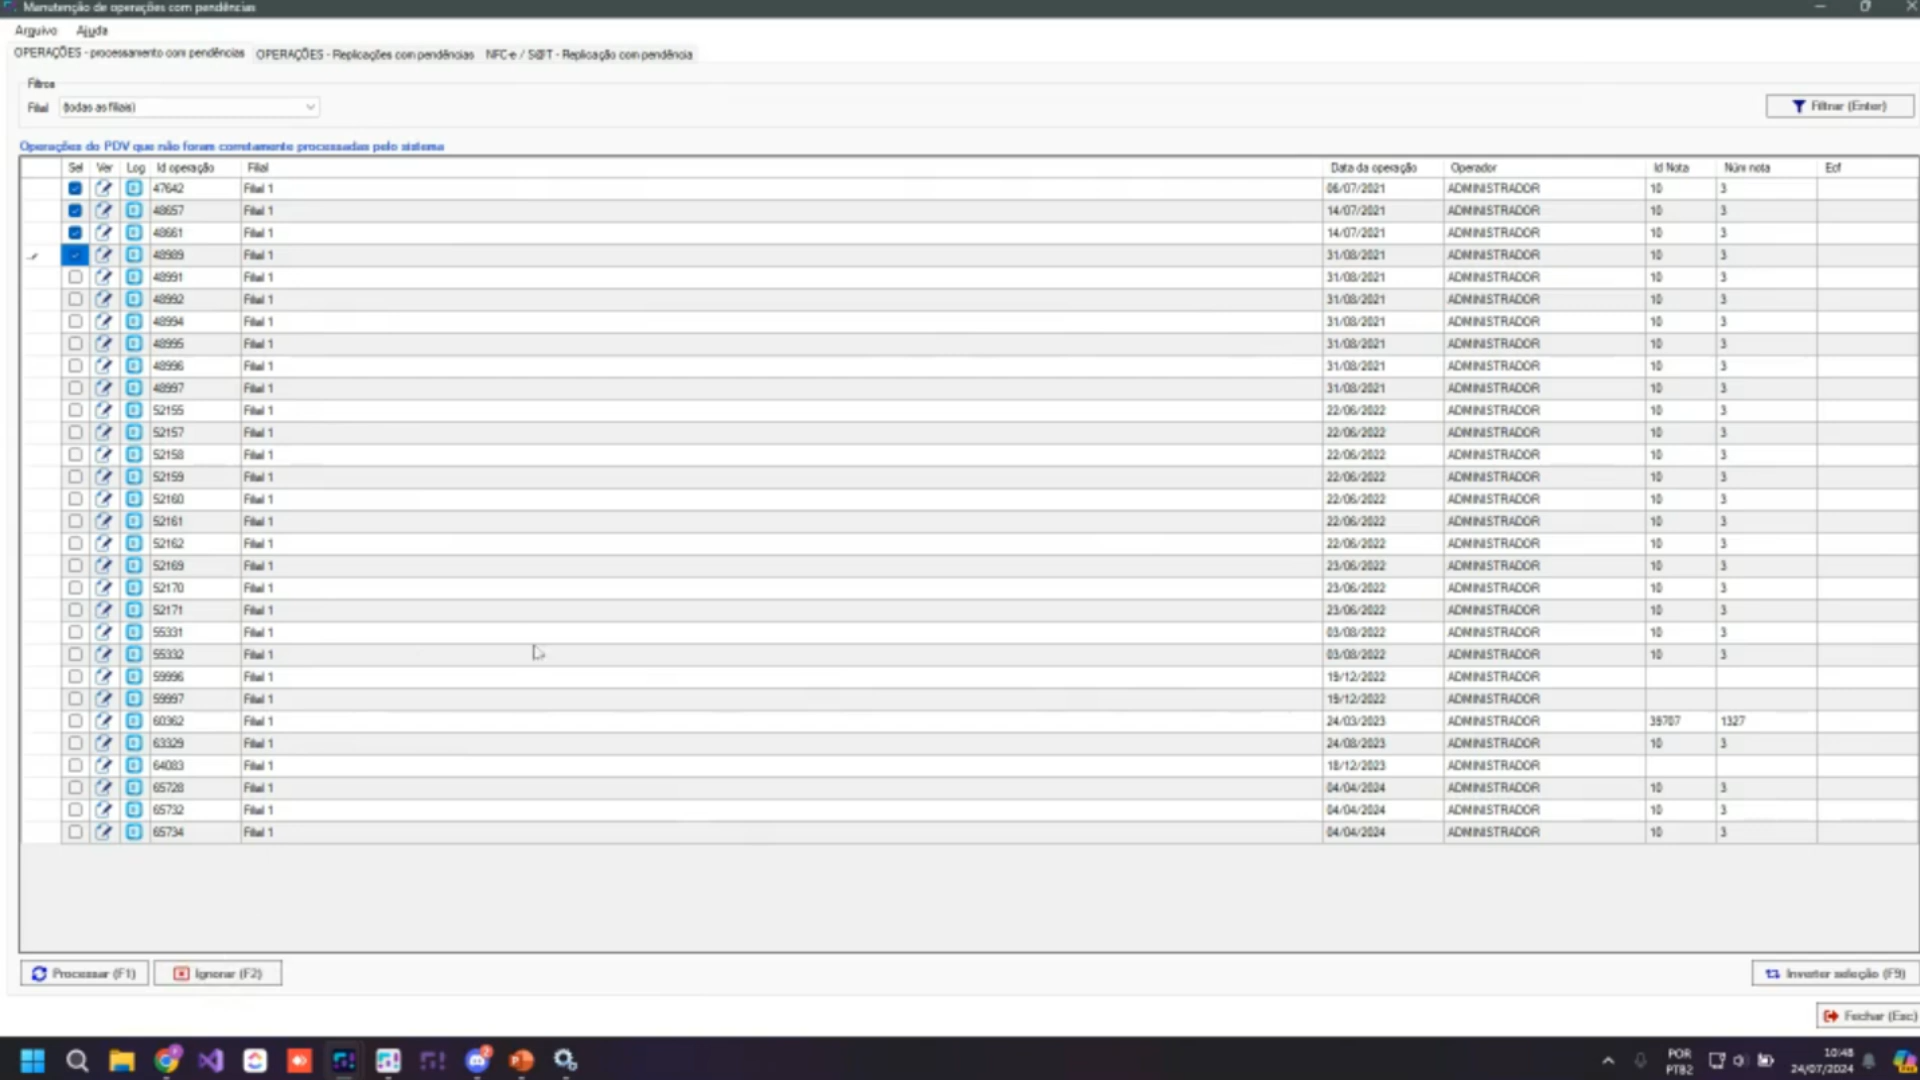 Manutenção de operações com pendências
Arquivo Ajuda
OPERAÇÕES - processamento com pendências OPERAÇÕES - Replicações com pendências NFC-e / S@T - Replicação com pendência
Filtros
Filial (todas as filiais) Filtrar (Enter)
Operações do PDV que não foram corretamente processadas pelo sistema
Sel Ver Log Id operação Filial Data da operação Operador Id Nota Núm nota Ecf
47642 Filial 1 06/07/2021 ADMINISTRADOR 10 3
48657 Filial 1 14/07/2021 ADMINISTRADOR 10 3
48661 Filial 1 14/07/2021 ADMINISTRADOR 10 3
48989 Filial 1 31/08/2021 ADMINISTRADOR 10 3
48991 Filial 1 31/08/2021 ADMINISTRADOR 10 3
48992 Filial 1 31/08/2021 ADMINISTRADOR 10 3
48994 Filial 1 31/08/2021 ADMINISTRADOR 10 3
48995 Filial 1 31/08/2021 ADMINISTRADOR 10 3
48996 Filial 1 31/08/2021 ADMINISTRADOR 10 3
48997 Filial 1 31/08/2021 ADMINISTRADOR 10 3
52155 Filial 1 22/06/2022 ADMINISTRADOR 10 3
52157 Filial 1 22/06/2022 ADMINISTRADOR 10 3
52158 Filial 1 22/06/2022 ADMINISTRADOR 10 3
52159 Filial 1 22/06/2022 ADMINISTRADOR 10 3
52160 Filial 1 22/06/2022 ADMINISTRADOR 10 3
52161 Filial 1 22/06/2022 ADMINISTRADOR 10 3
52162 Filial 1 22/06/2022 ADMINISTRADOR 10 3
52169 Filial 1 23/06/2022 ADMINISTRADOR 10 3
52170 Filial 1 23/06/2022 ADMINISTRADOR 10 3
52171 Filial 1 23/06/2022 ADMINISTRADOR 10 3
55331 Filial 1 03/08/2022 ADMINISTRADOR 10 3
55332 Filial 1 03/08/2022 ADMINISTRADOR 10 3
59996 Filial 1 19/12/2022 ADMINISTRADOR
59997 Filial 1 19/12/2022 ADMINISTRADOR
60362 Filial 1 24/03/2023 ADMINISTRADOR 39707 1327
63329 Filial 1 24/08/2023 ADMINISTRADOR 10 3
64083 Filial 1 18/12/2023 ADMINISTRADOR
65728 Filial 1 04/04/2024 ADMINISTRADOR 10 3
65732 Filial 1 04/04/2024 ADMINISTRADOR 10 3
65734 Filial 1 04/04/2024 ADMINISTRADOR 10 3
Processar (F1) Ignorar (F2) Inverter seleção (F9)
Fechar (Esc)
POR 10:48
PTB2 24/07/2024